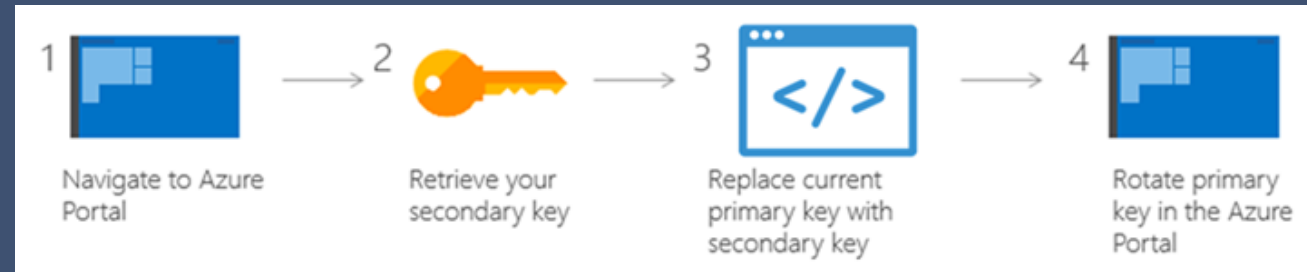 1
Navigate to Azure
Portal
2
Retrieve your
secondary key
3
</>
Replace current
primary key with
secondary key
4
Rotate primary
key in the Azure
Portal